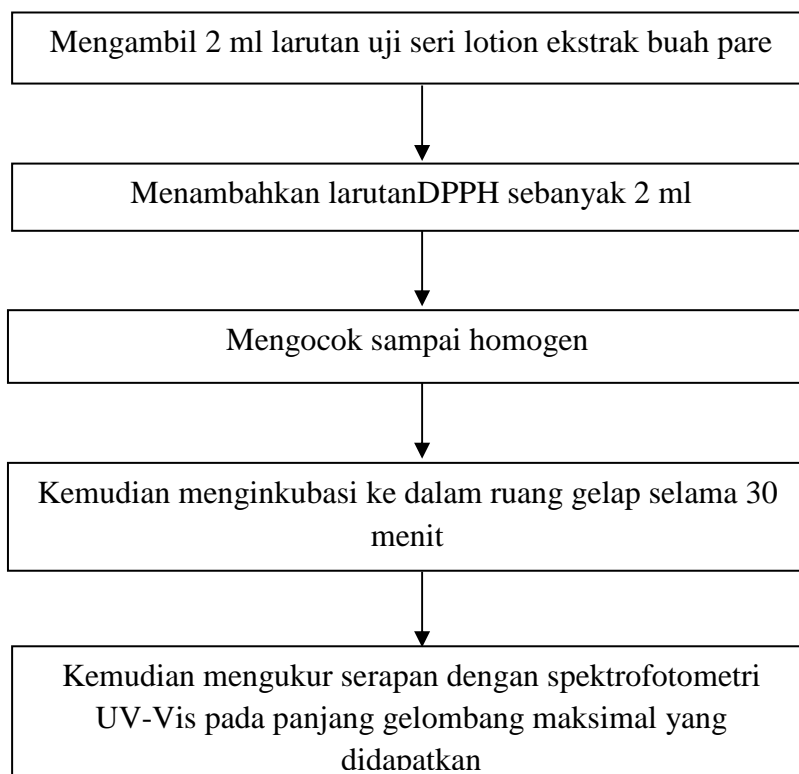 Mengambil 2 ml larutan uji seri lotion ekstrak buah pare
Menambahkan larutanDPPH sebanyak 2 ml
Mengocok sampai homogen
Kemudian menginkubasi ke dalam ruang gelap selama 30
menit
Kemudian mengukur serapan dengan spektrofotometri
UV-Vis pada panjang gelombang maksimal yang
didapatkan